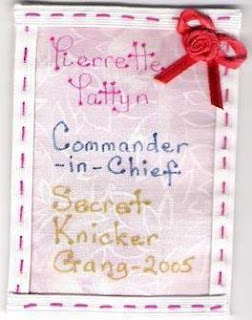 Pierrette
Pattyn
Commander
-in-Chief
Secret
Knicker
Gang-2005